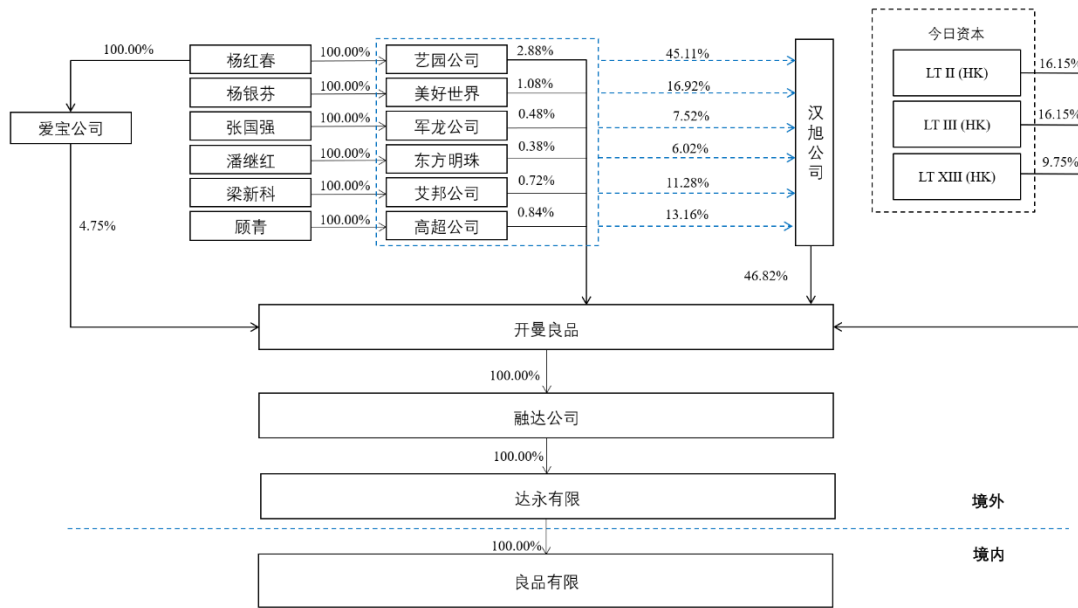 今日资本
100.00%
杨红春
100.00%
艺园公司
2.88%
45.11%
LT II (HK)
16.15%
杨银芬
100.00%
美好世界
1.08%
16.92%
爱宝公司
张国强
100.00%
军龙公司
0.48%
7.52%
汉旭公司
LT III (HK)
16.15%
潘继红
100.00%
东方明珠
0.38%
6.02%
梁新科
100.00%
艾邦公司
0.72%
11.28%
LT XIII (HK)
9.75%
4.75%
顾青
100.00%
高超公司
0.84%
13.16%
46.82%
开曼良品
100.00%
融达公司
100.00%
达永有限
境外
100.00%
境内
良品有限